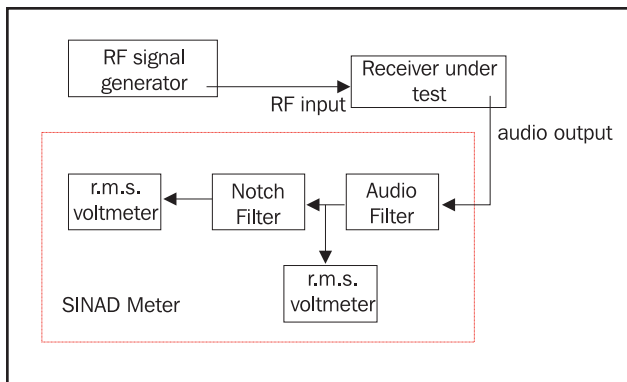 RF signal
generator
Receiver under
test
RF input
audio output
r.m.s.
voltmeter
Notch
Filter
Audio
Filter
r.m.s.
voltmeter
SINAD Meter